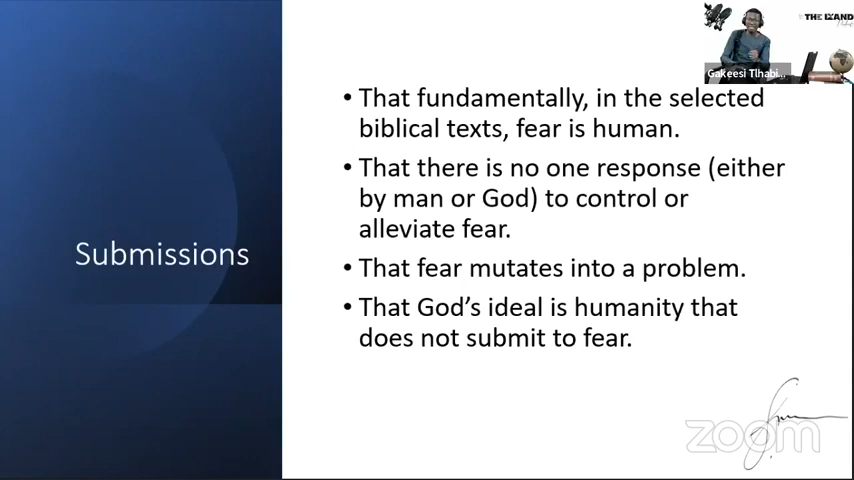 THE
Gakeesi Tlhabi...
• That fundamentally, in the selected
biblical texts, fear is human.
• That there is no one response (either
by man or God) to control or
alleviate fear.
Submissions
• That fear mutates into a problem.
• That God's ideal is humanity that
does not submit to fear.
zoom